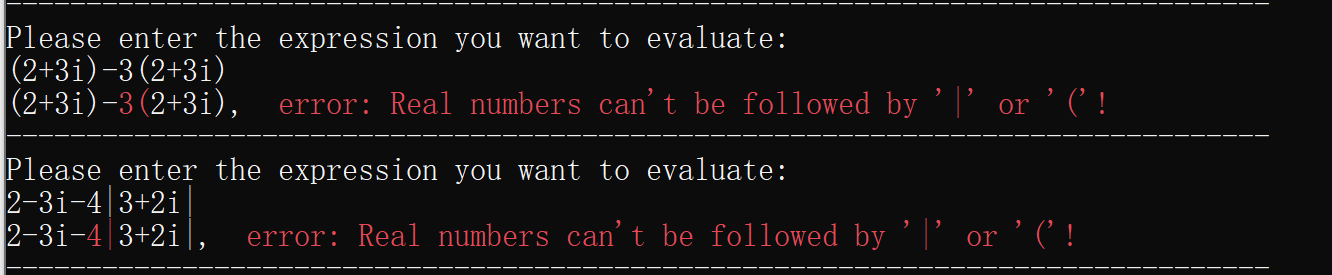 Please enter the expression you want to evaluate:
(2+3i)-3(2+3i)
(2+3i)-3(2+3i),  error: Real numbers can't be followed by '|' or '('!
--------------------------------------------------------------------------------
Please enter the expression you want to evaluate:
2-3i-4|3+2i|
2-3i-4|3+2i|,  error: Real numbers can't be followed by '|' or '('!